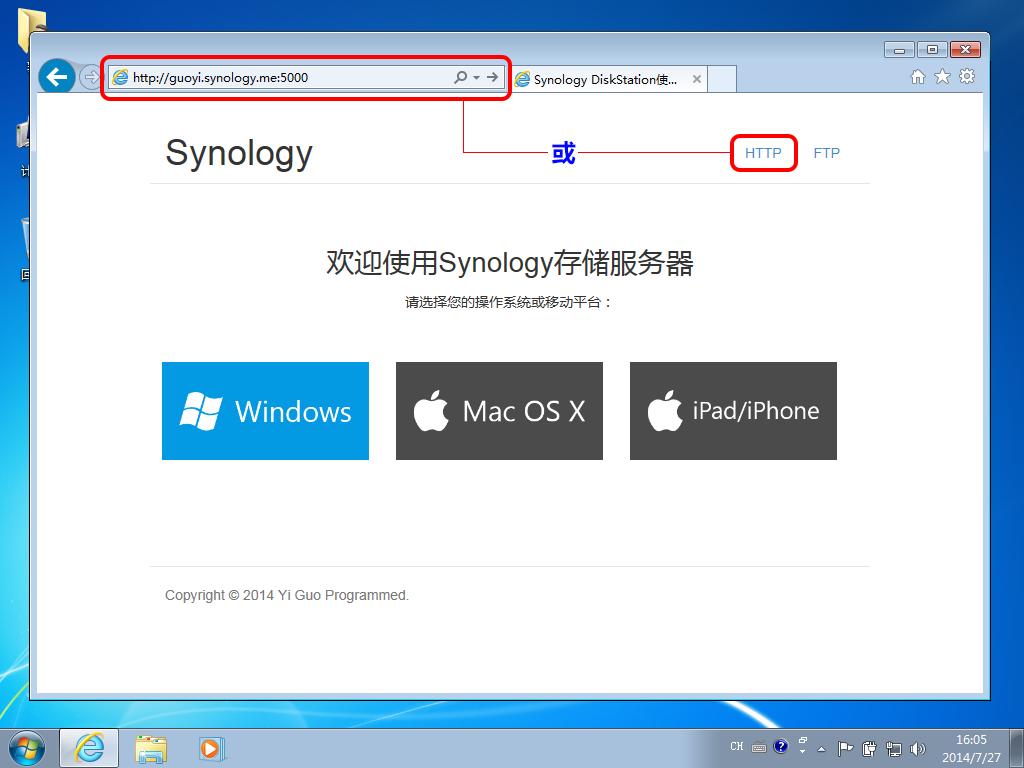 http://guoyi.synology.me:5000
Synology DiskStation使...
Synology
或
HTTP
FTP
欢迎使用Synology存储服务器
请选择您的操作系统或移动平台：
Windows
Mac OS X
iPad/iPhone
Copyright © 2014 Yi Guo Programmed.
CH
16:05
2014/7/27